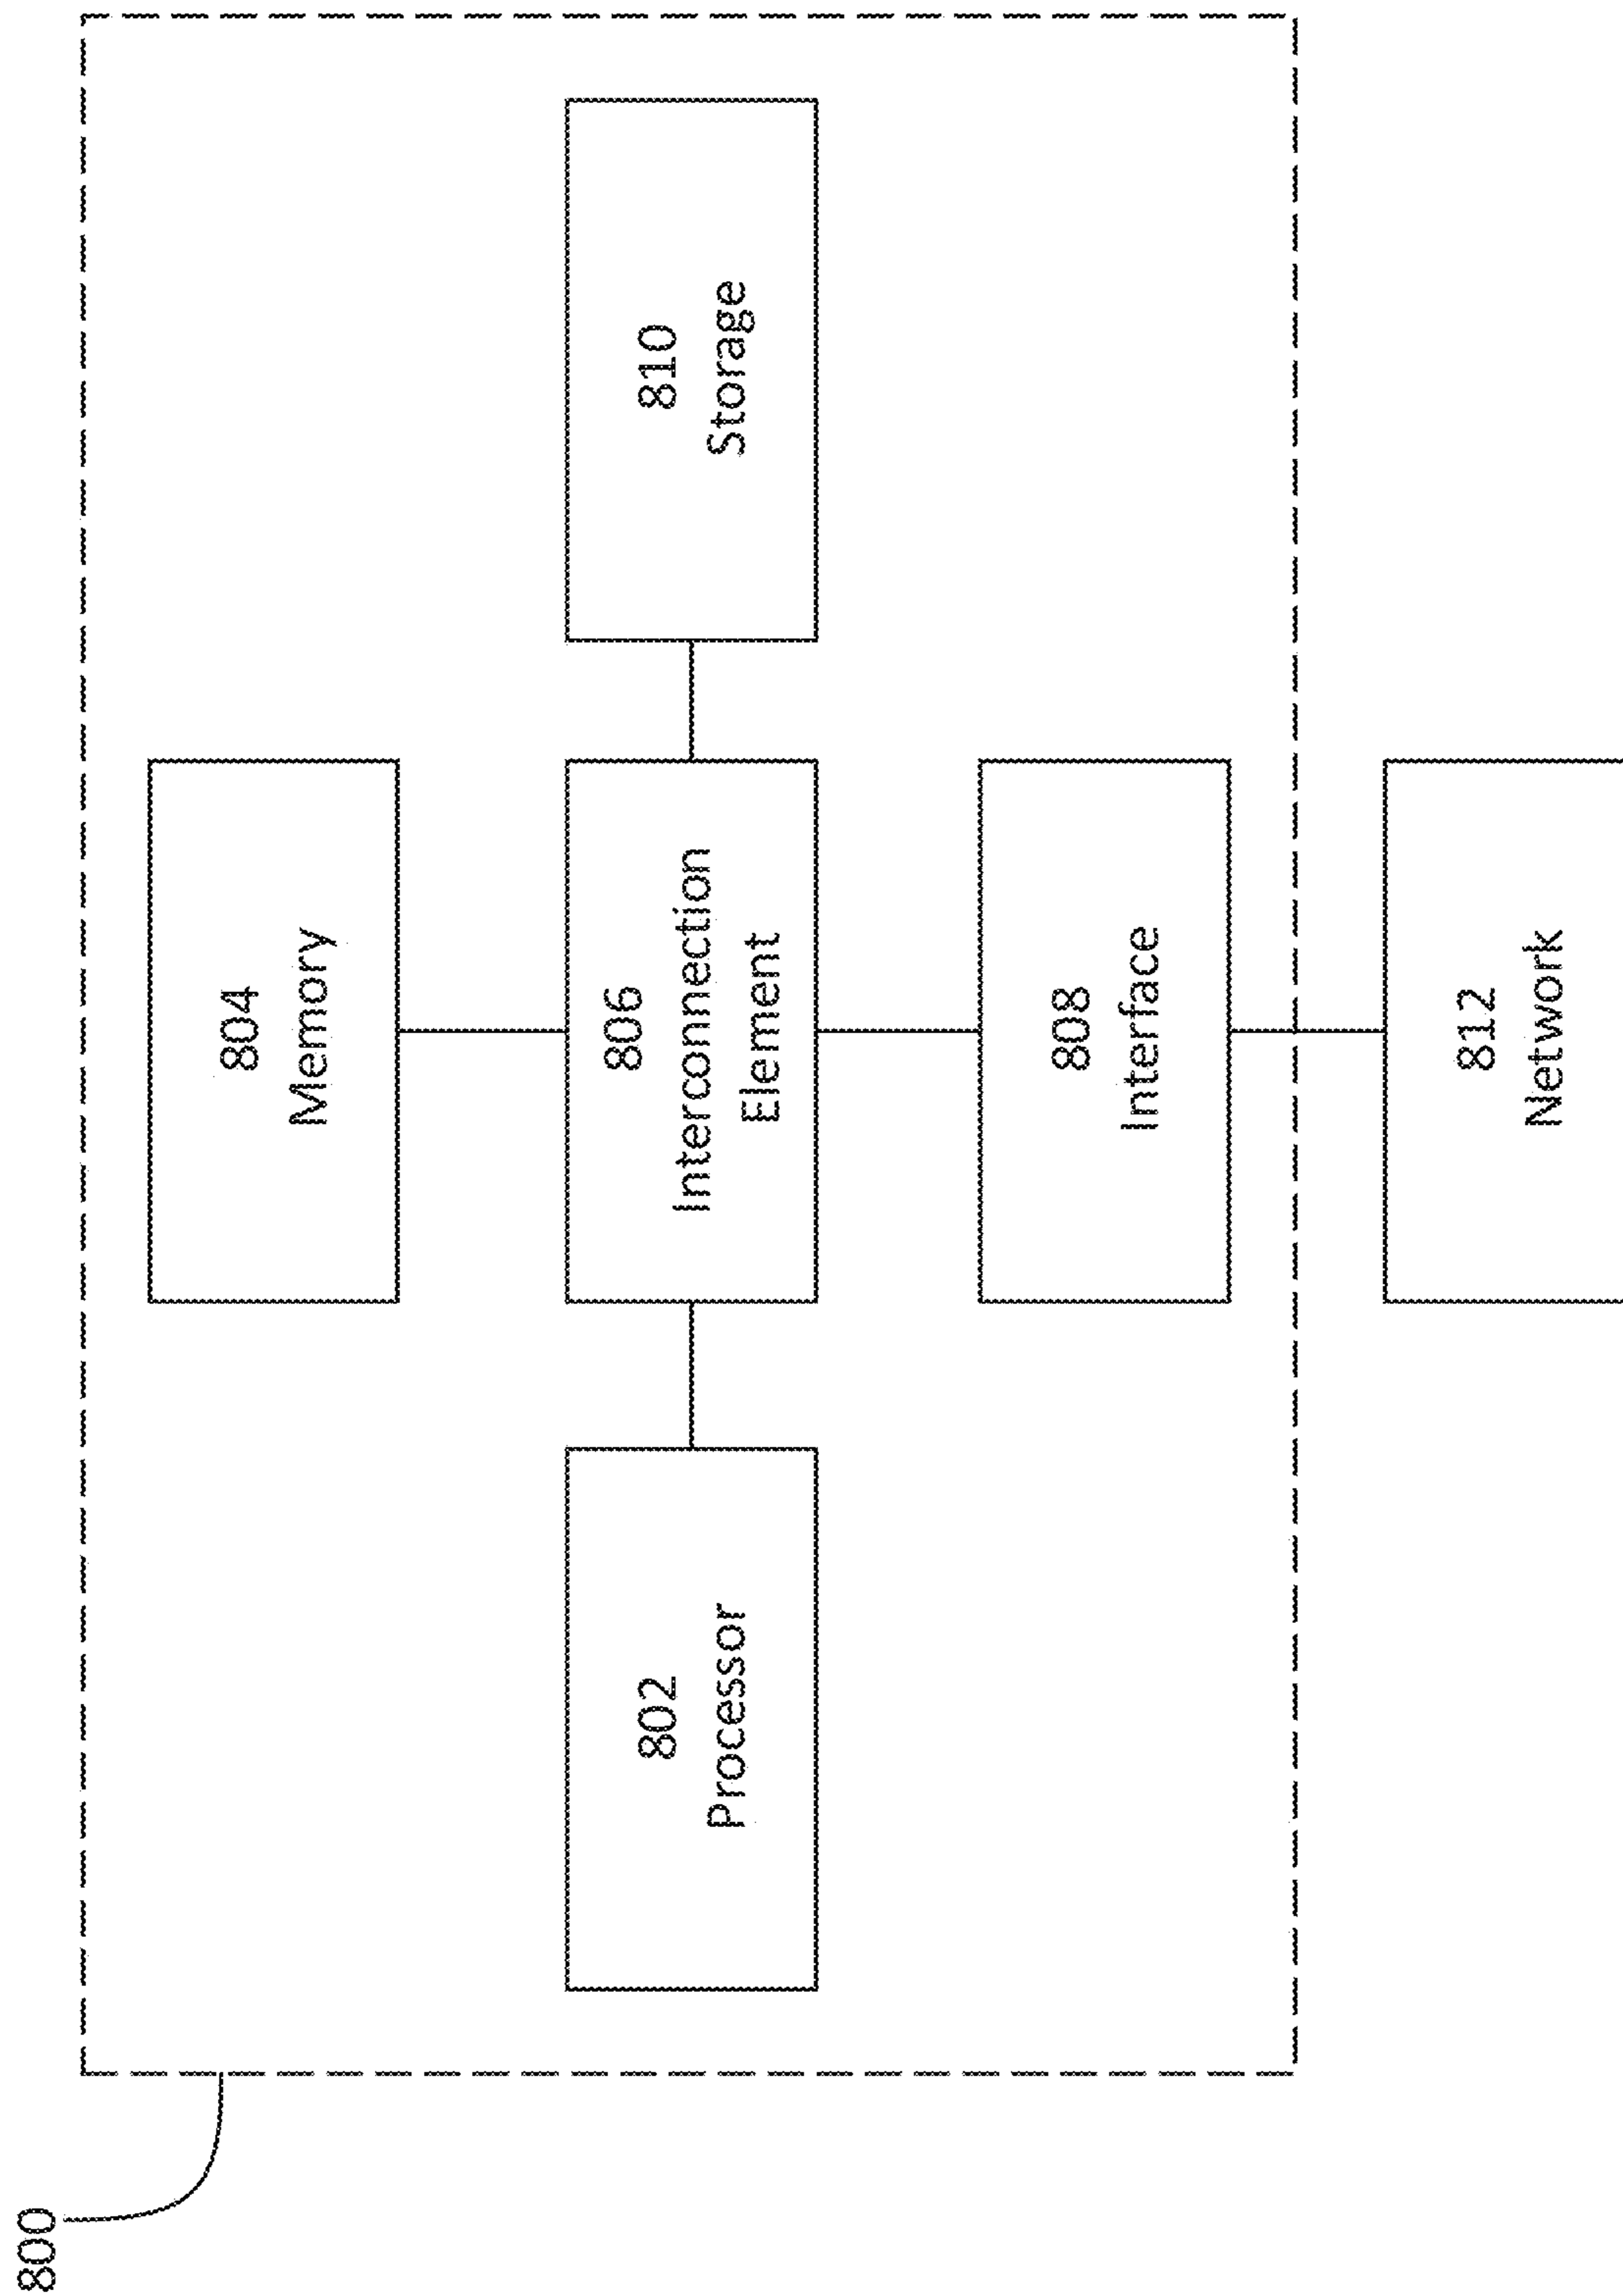 800
804
Memory
802
Processor
806
Interconnection
Element
810
Storage
808
Interface
812
Network